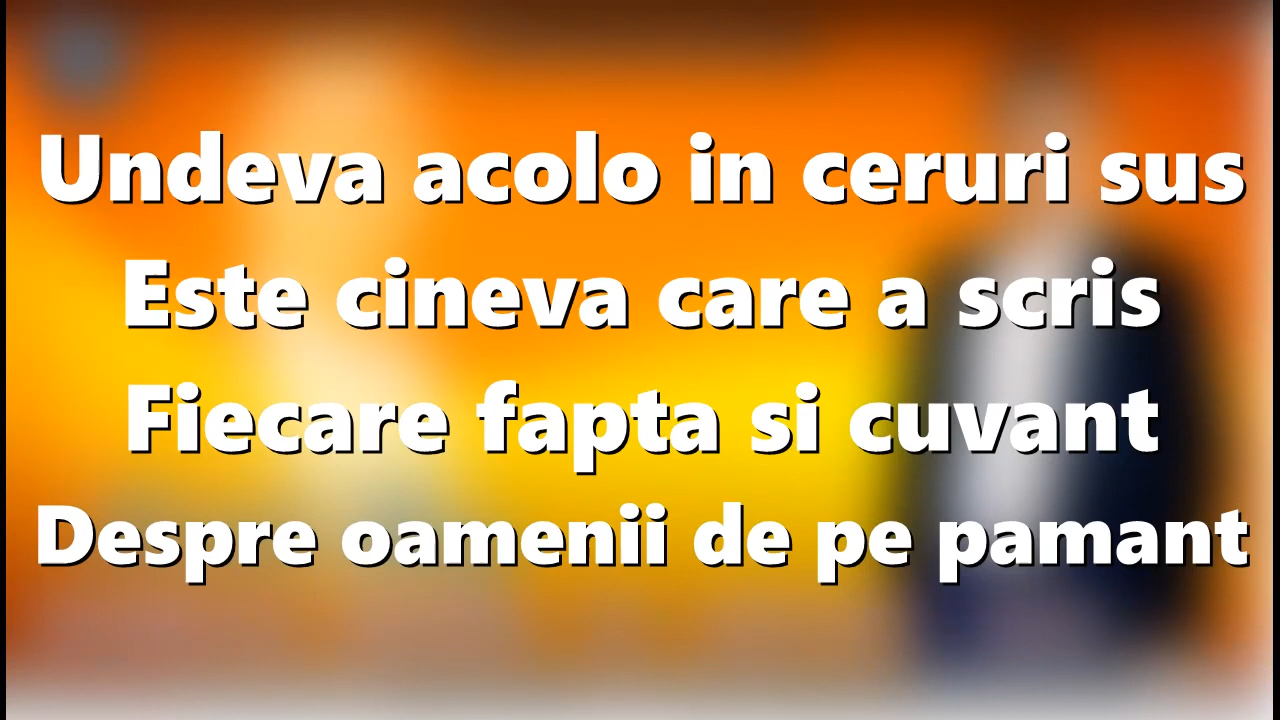 Undeva acolo in ceruri sus
Este cineva care a scris
Fiecare fapta si cuvant
Despre oamenii de pe pamant